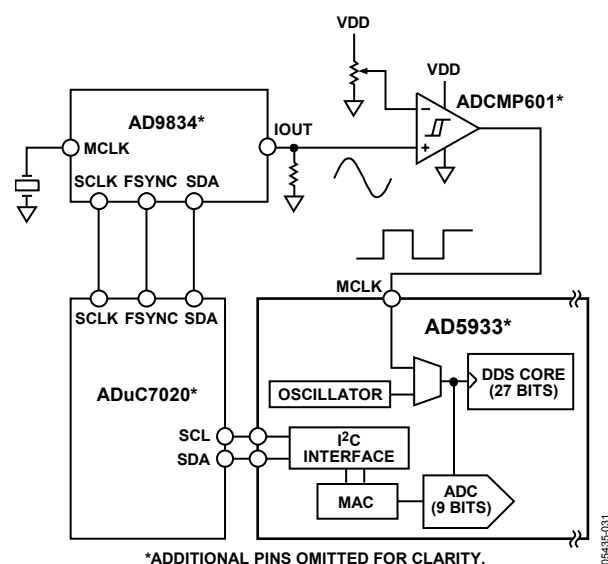 VDD
VDD
ADCMP601*
AD9834*
IOUT
MCLK
SCLK FSYNC SDA
–
+
MCLK
SCLK FSYNC SDA
AD5933*
ADuC7020*
OSCILLATOR
DDS CORE
(27 BITS)
SCL
SDA
I2C
INTERFACE
MAC
ADC
(9 BITS)
*ADDITIONAL PINS OMITTED FOR CLARITY.
05435-031